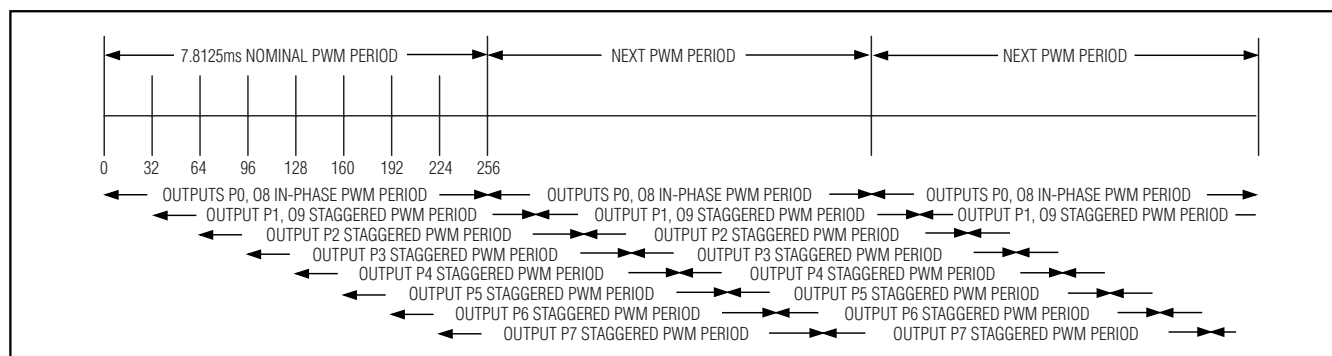 7.8125ms NOMINAL PWM PERIOD NEXT PWM PERIOD NEXT PWM PERIOD
0 32 64 96 128 160 192 224 256
OUTPUTS P0, O8 IN-PHASE PWM PERIOD OUTPUTS P0, O8 IN-PHASE PWM PERIOD OUTPUTS P0, O8 IN-PHASE PWM PERIOD
OUTPUT P1, O9 STAGGERED PWM PERIOD OUTPUT P1, O9 STAGGERED PWM PERIOD OUTPUT P1, O9 STAGGERED PWM PERIOD
OUTPUT P2 STAGGERED PWM PERIOD OUTPUT P2 STAGGERED PWM PERIOD
OUTPUT P3 STAGGERED PWM PERIOD OUTPUT P3 STAGGERED PWM PERIOD
OUTPUT P4 STAGGERED PWM PERIOD OUTPUT P4 STAGGERED PWM PERIOD
OUTPUT P5 STAGGERED PWM PERIOD OUTPUT P5 STAGGERED PWM PERIOD
OUTPUT P6 STAGGERED PWM PERIOD OUTPUT P6 STAGGERED PWM PERIOD
OUTPUT P7 STAGGERED PWM PERIOD OUTPUT P7 STAGGERED PWM PERIOD